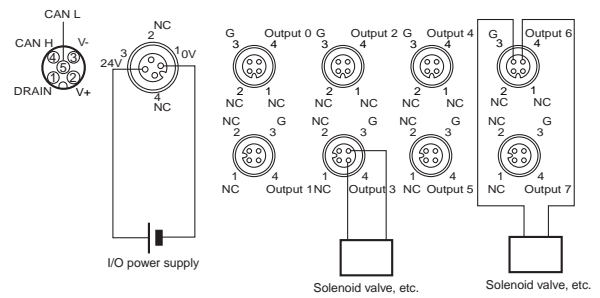 CAN L
CAN H
V-
4
3
5
1
2
DRAIN
V+
NC
2
3
1
24V
0V
4
NC
G Output 0
3 4
2 1
NC NC
G Output 2
3 4
2 1
NC NC
G Output 4
3 4
2 1
NC NC
G Output 6
3 4
2 1
NC NC
NC G
2 3
1 4
NC Output 1
NC G
2 3
1 4
NC Output 3
NC G
2 3
1 4
NC Output 5
NC G
2 3
1 4
NC Output 7
I/O power supply
Solenoid valve, etc.
Solenoid valve, etc.